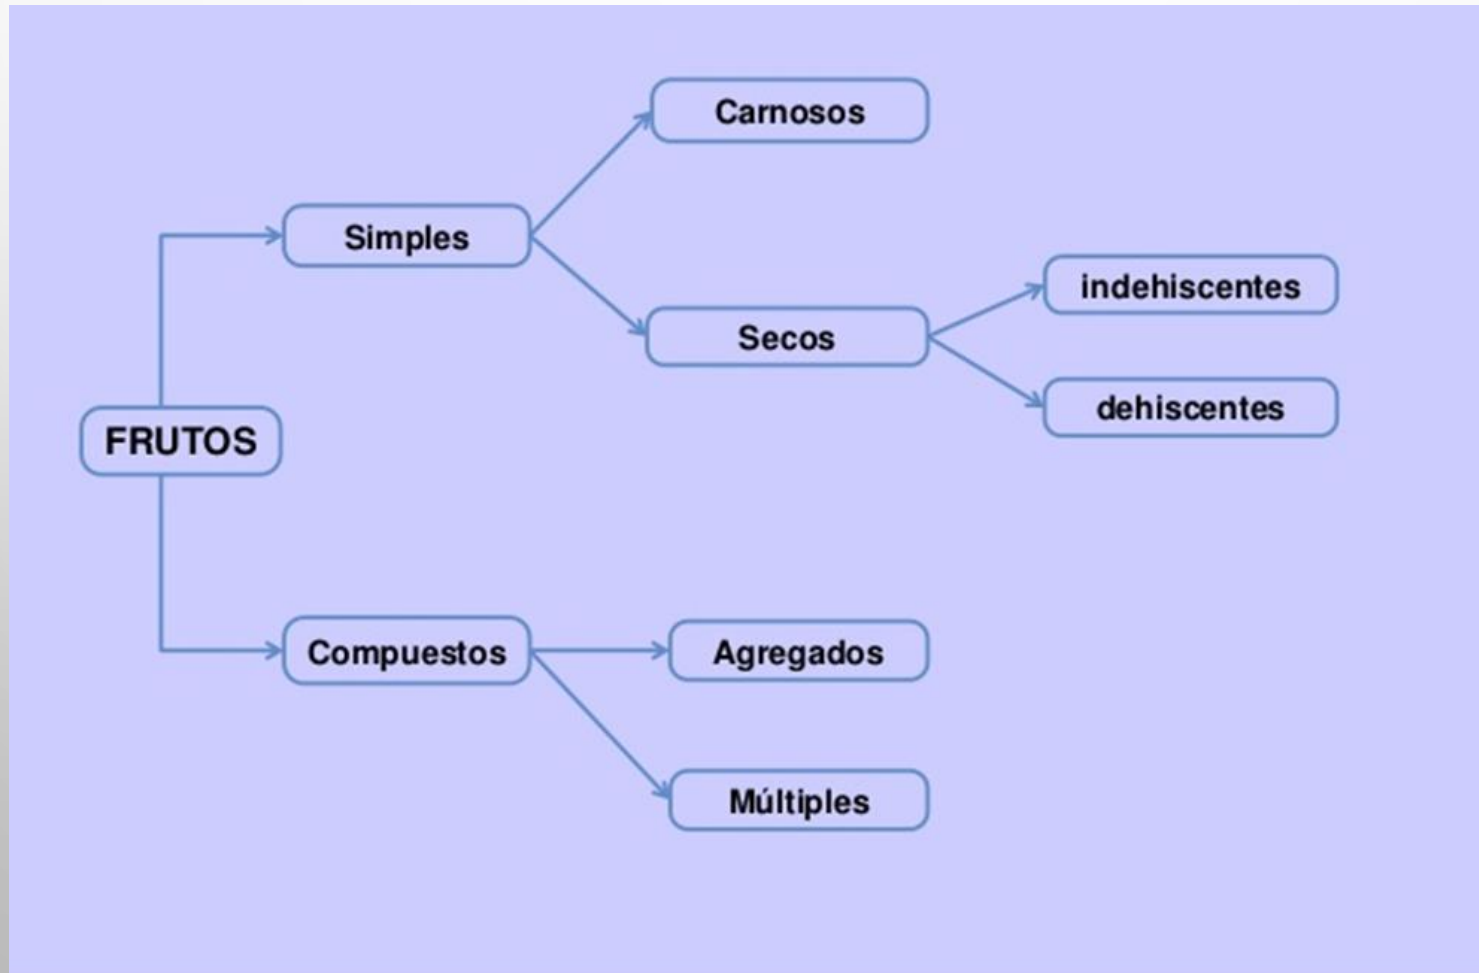 Carnosos
Simples
indehiscentes
Secos
dehiscentes
FRUTOS
Compuestos
Agregados
Múltiples